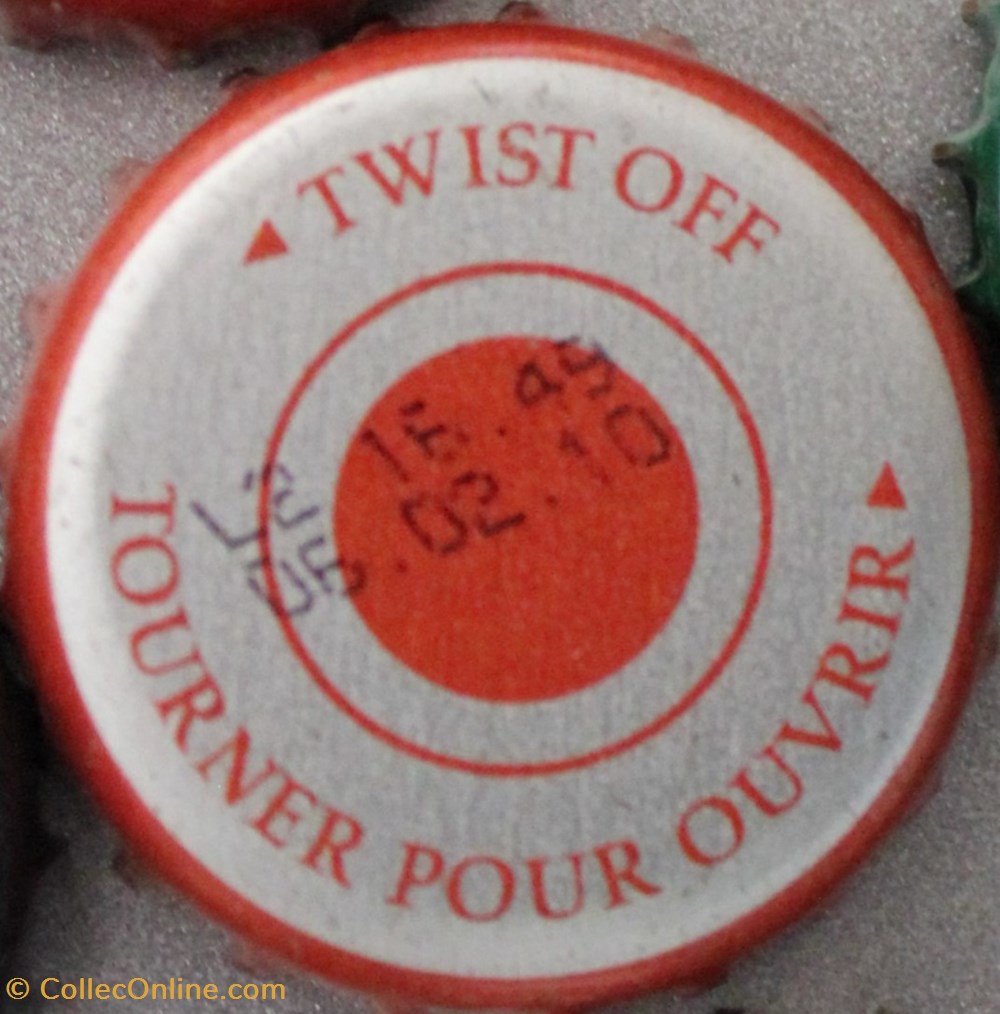 TWIST OFF
TOURNER POUR OUVRIR
© CollecOnline.com